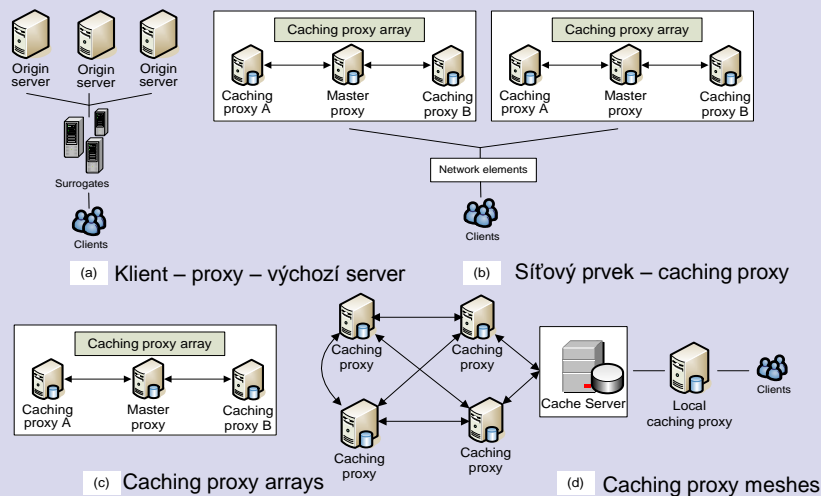 Origin
server
Origin
server
Origin
server
Surrogates
Clients
(a) Klient – proxy – výchozí server
Caching proxy array
Caching
proxy A
Master
proxy
Caching
proxy B
Caching proxy array
Caching
proxy A
Master
proxy
Caching
proxy B
Network elements
Clients
(b) Síťový prvek – caching proxy
Caching proxy array
Caching
proxy A
Master
proxy
Caching
proxy B
(c) Caching proxy arrays
Caching
proxy
Caching
proxy
Caching
proxy
Caching
proxy
Cache Server
Local
caching proxy
Clients
(d) Caching proxy meshes